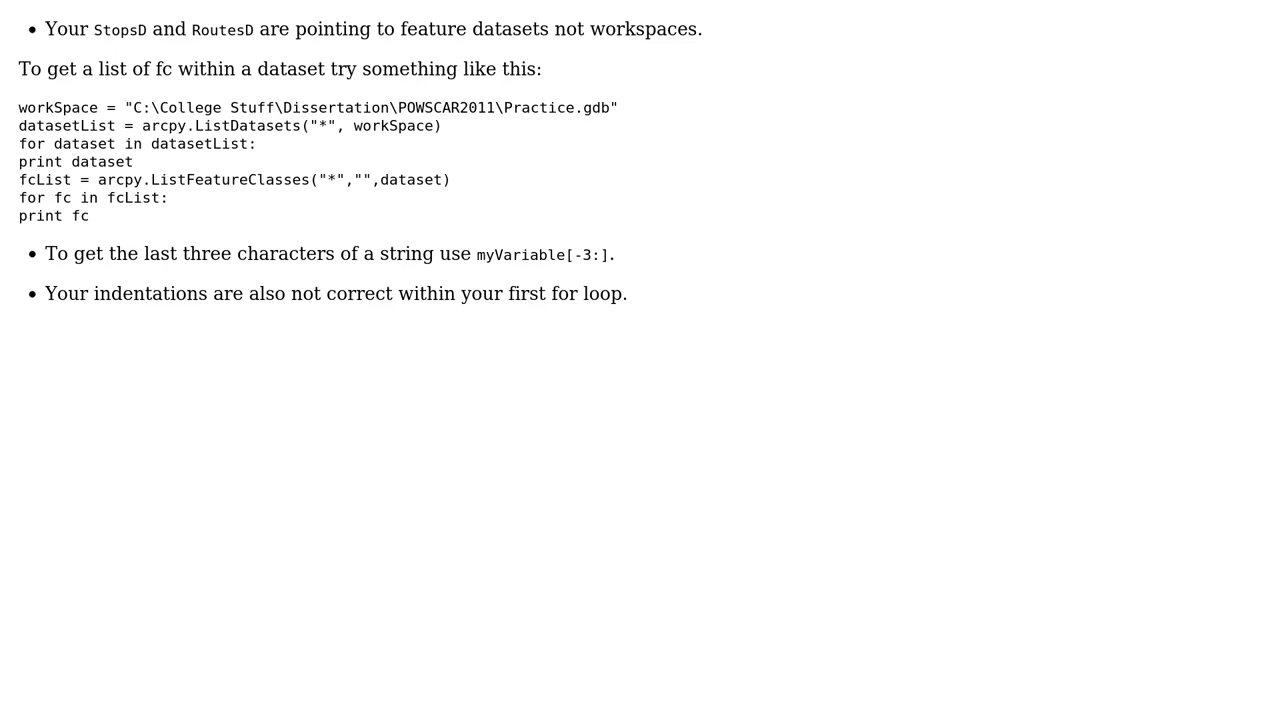 • Your StopsD and RoutesD are pointing to feature datasets not workspaces.
To get a list of fc within a dataset try something like this:
workSpace = "C:\College Stuff\Dissertation\POWSCAR2011\Practice.gdb"
datasetList = arcpy.ListDatasets("*", workSpace)
for dataset in datasetList:
print dataset
fcList = arcpy.ListFeatureClasses("*","",dataset)
for fc in fcList:
print fc
• To get the last three characters of a string use myVariable[-3:].
• Your indentations are also not correct within your first for loop.